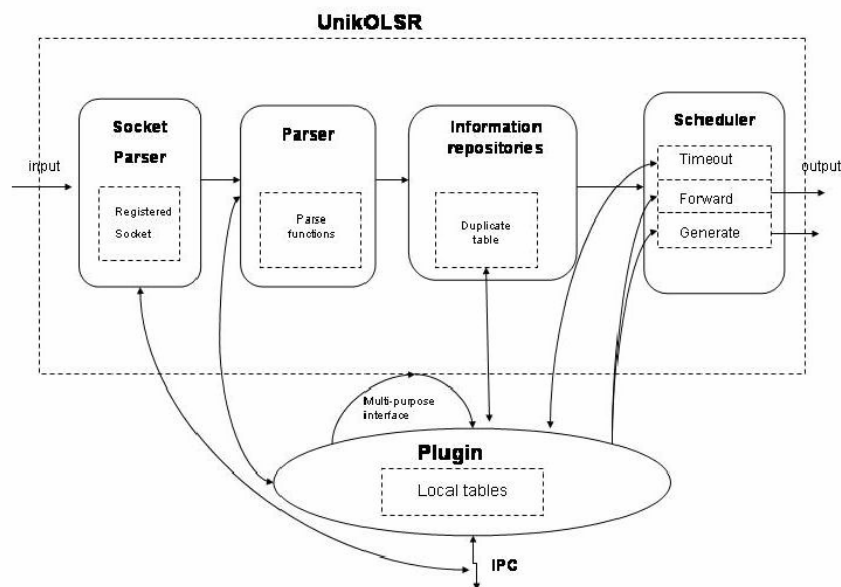 UnikOLSR
Socket
Parser
Parser
Information
repositories
Scheduler
input
output
Registered
Socket
Parse
functions
Duplicate
table
Timeout
Forward
Generate
Multi-purpose
interface
Plugin
Local tables
IPC